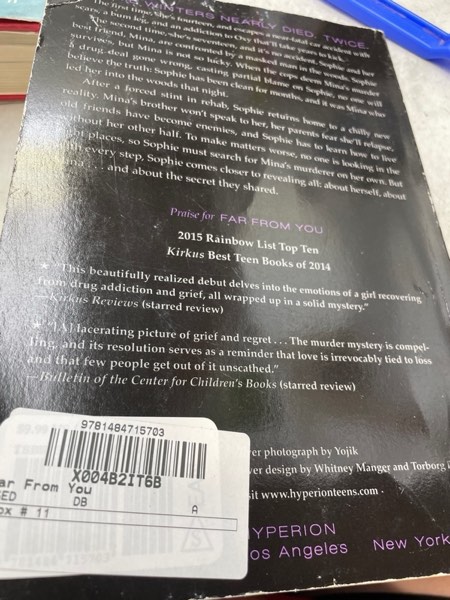 WINTERS NEARLY DIED. TWICE.
The first time, she's fourteen, and escapes a near-fatal car accident with
scars, a bum leg, and an addiction to
The second time, she's seventeen, and it's no accident. Sophie and her
best friend, Mina, are confronted by a masked man in the woods. Sophie
survives, but Mina is not so lucky. When the cops deem Mina's murder
a drug deal gone wrong, casting partial blame on Sophie, no one will
believe the truth: Sophie has been clean for months, and it was Mina who
led her into the woods that night.
After a forced stint in rehab, Sophie returns home to a chilly new
reality. Mina's brother won't speak to her, her parents fear she'll relapse,
old friends have become enemies, and Sophie has to learn how to live
without her other half. To make matters worse, no one is looking in the
places, so Sophie must search for Mina's murderer on her own. But
every step, Sophie comes closer to revealing all: about herself, about
. . . and about the secret they shared.
Praise for FAR FROM YOU
2015 Rainbow List Top Ten
Kirkus Best Teen Books of 2014
★ "This beautifully realized debut delves into the emotions of a girl recovering
from drug addiction and grief, all wrapped up in a solid mystery."
—Kirkus Reviews (starred review)
★ "[A] lacerating picture of grief and regret . . . The murder mystery is compel-
ling, and its resolution serves as a reminder that love is irrevocably tied to loss
and that few people get out of it unscathed."
—Bulletin of the Center for Children's Books (starred review)
9781484715703
X004B2IT6B
ar From You
ED DB A
ox # 11
9781484715703
er photograph by Yojik
ver design by Whitney Manger and Torborg
sit www.hyperionteens.com
HYPERION
os Angeles New York